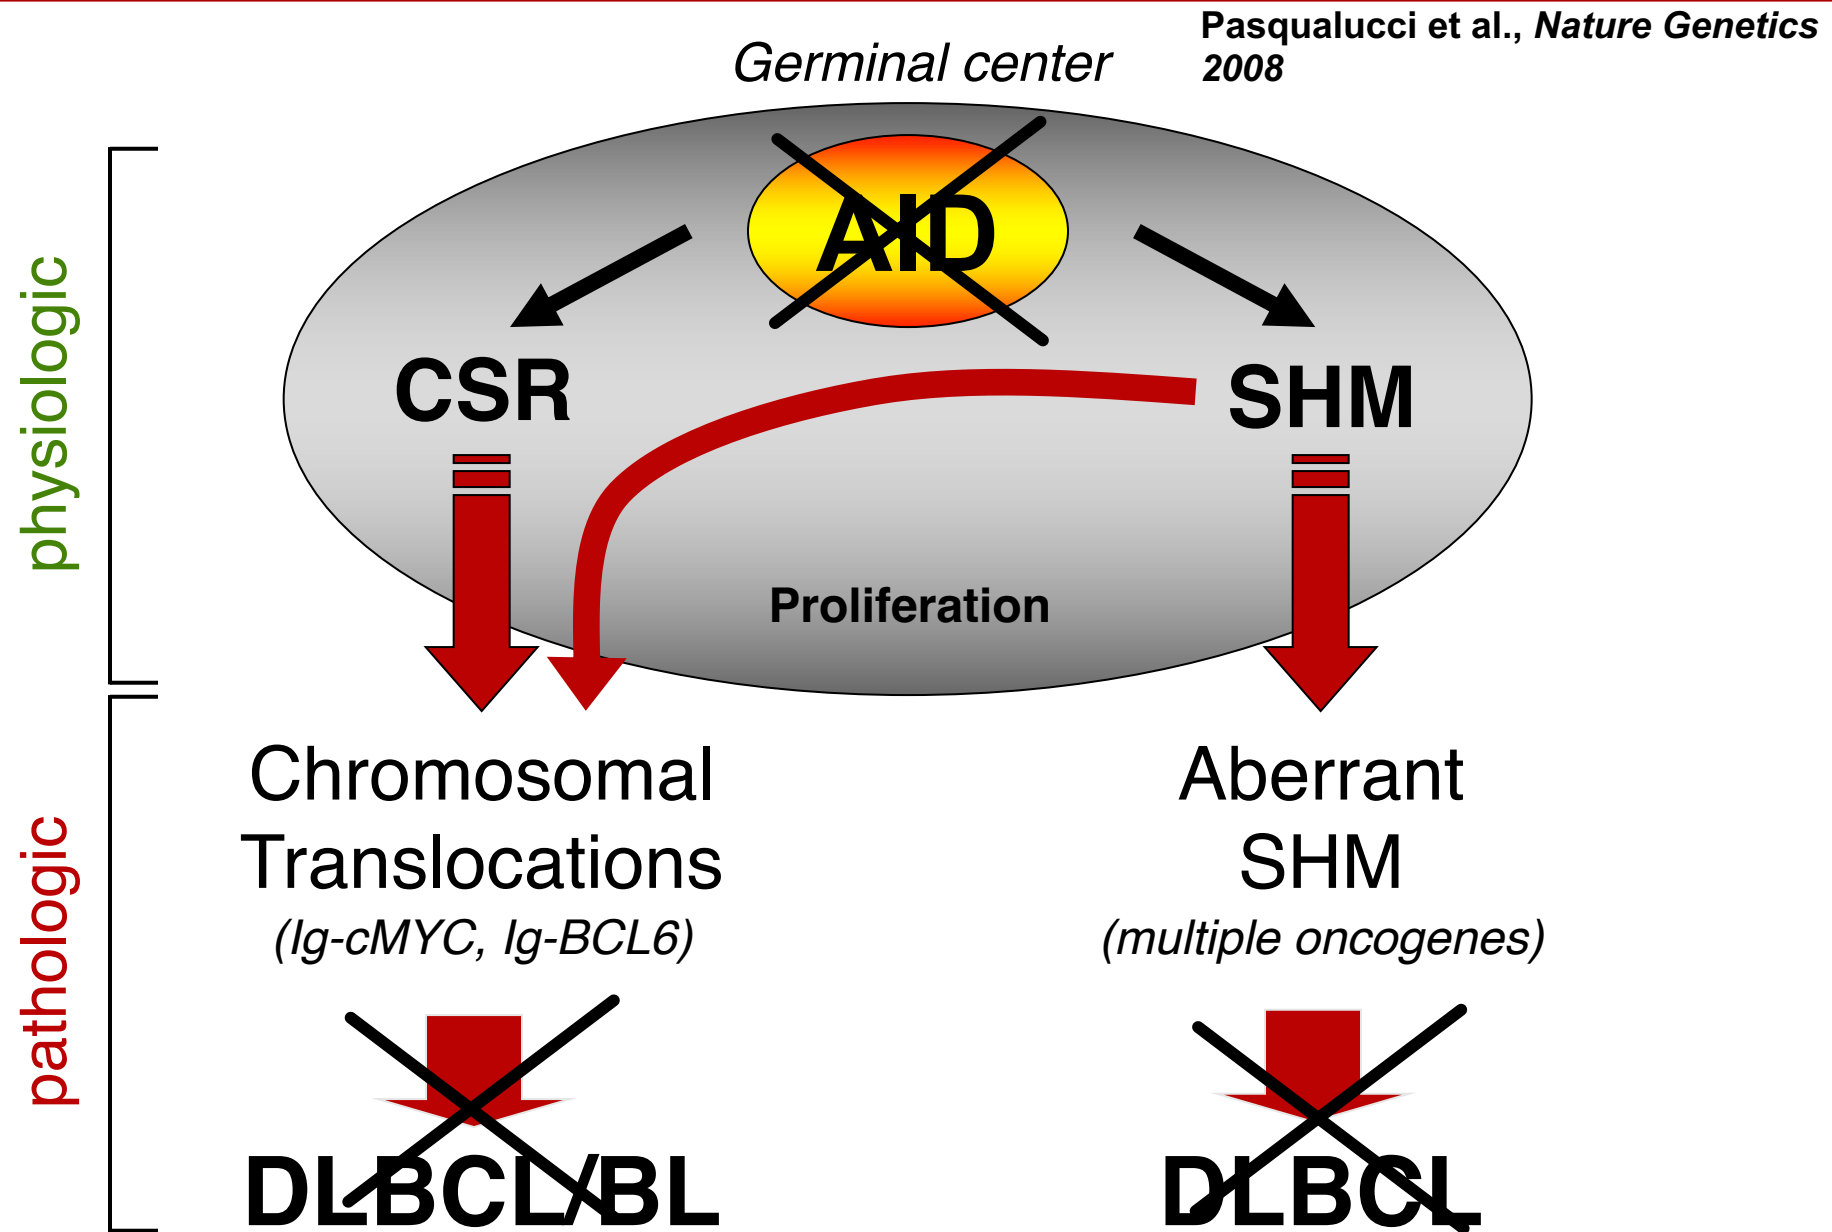 Pasqualucci et al., Nature Genetics
2008
Germinal center
physiologic
AID
CSR
SHM
Proliferation
pathologic
Chromosomal
Translocations
(Ig-cMYC, Ig-BCL6)
Aberrant
SHM
(multiple oncogenes)
DLBCL/BL
DLBCL